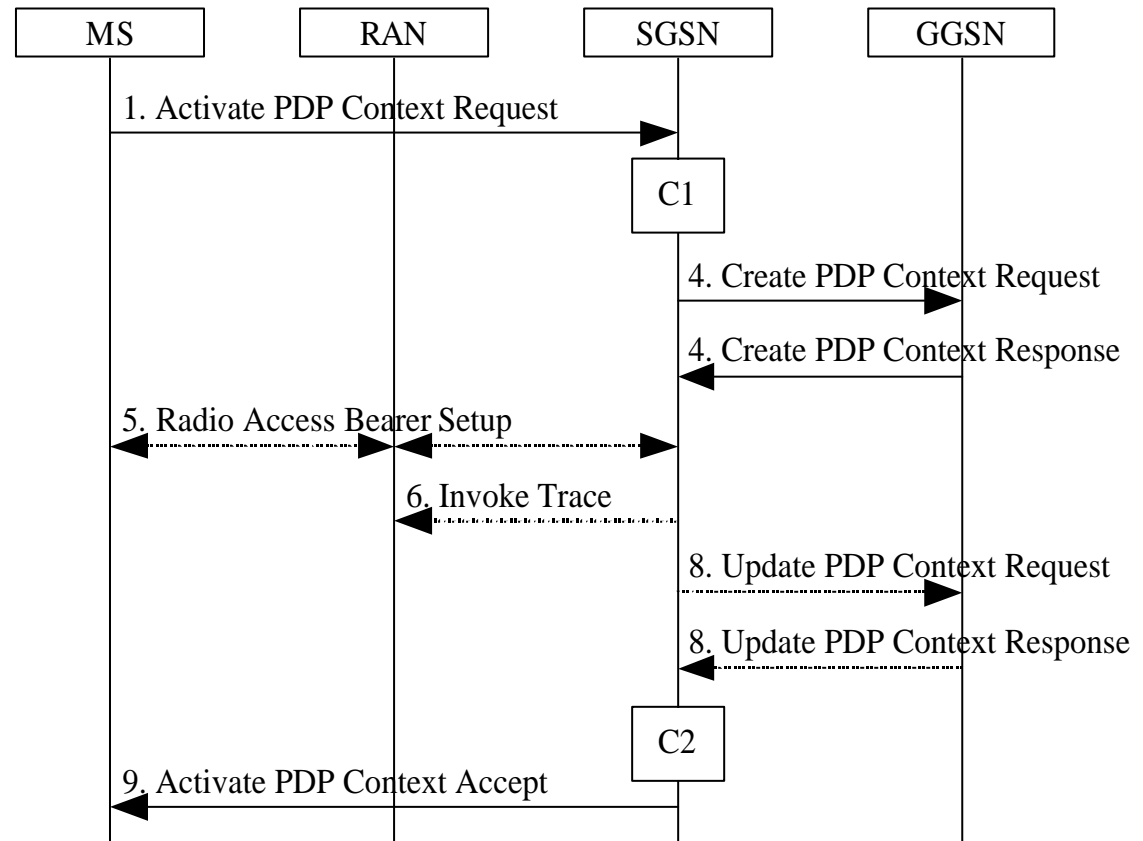 MS
RAN
SGSN
GGSN
1. Activate PDP Context Request
C1
4. Create PDP Context Request
4. Create PDP Context Response
5. Radio Access Bearer Setup
6. Invoke Trace
8. Update PDP Context Request
8. Update PDP Context Response
C2
9. Activate PDP Context Accept